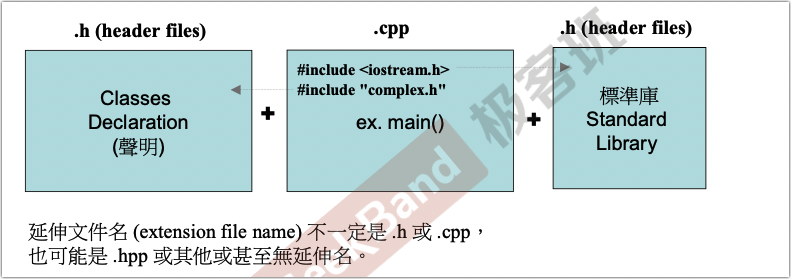 .h (header files)
.cpp
.h (header files)
Classes
Declaration
(聲明)
+
#include <iostream.h>
#include "complex.h"
ex. main()
+
標準庫
Standard
Library
延伸文件名 (extension file name) 不一定是 .h 或 .cpp，
也可能是 .hpp 或其他或甚至無延伸名。
GeekBand 极客班